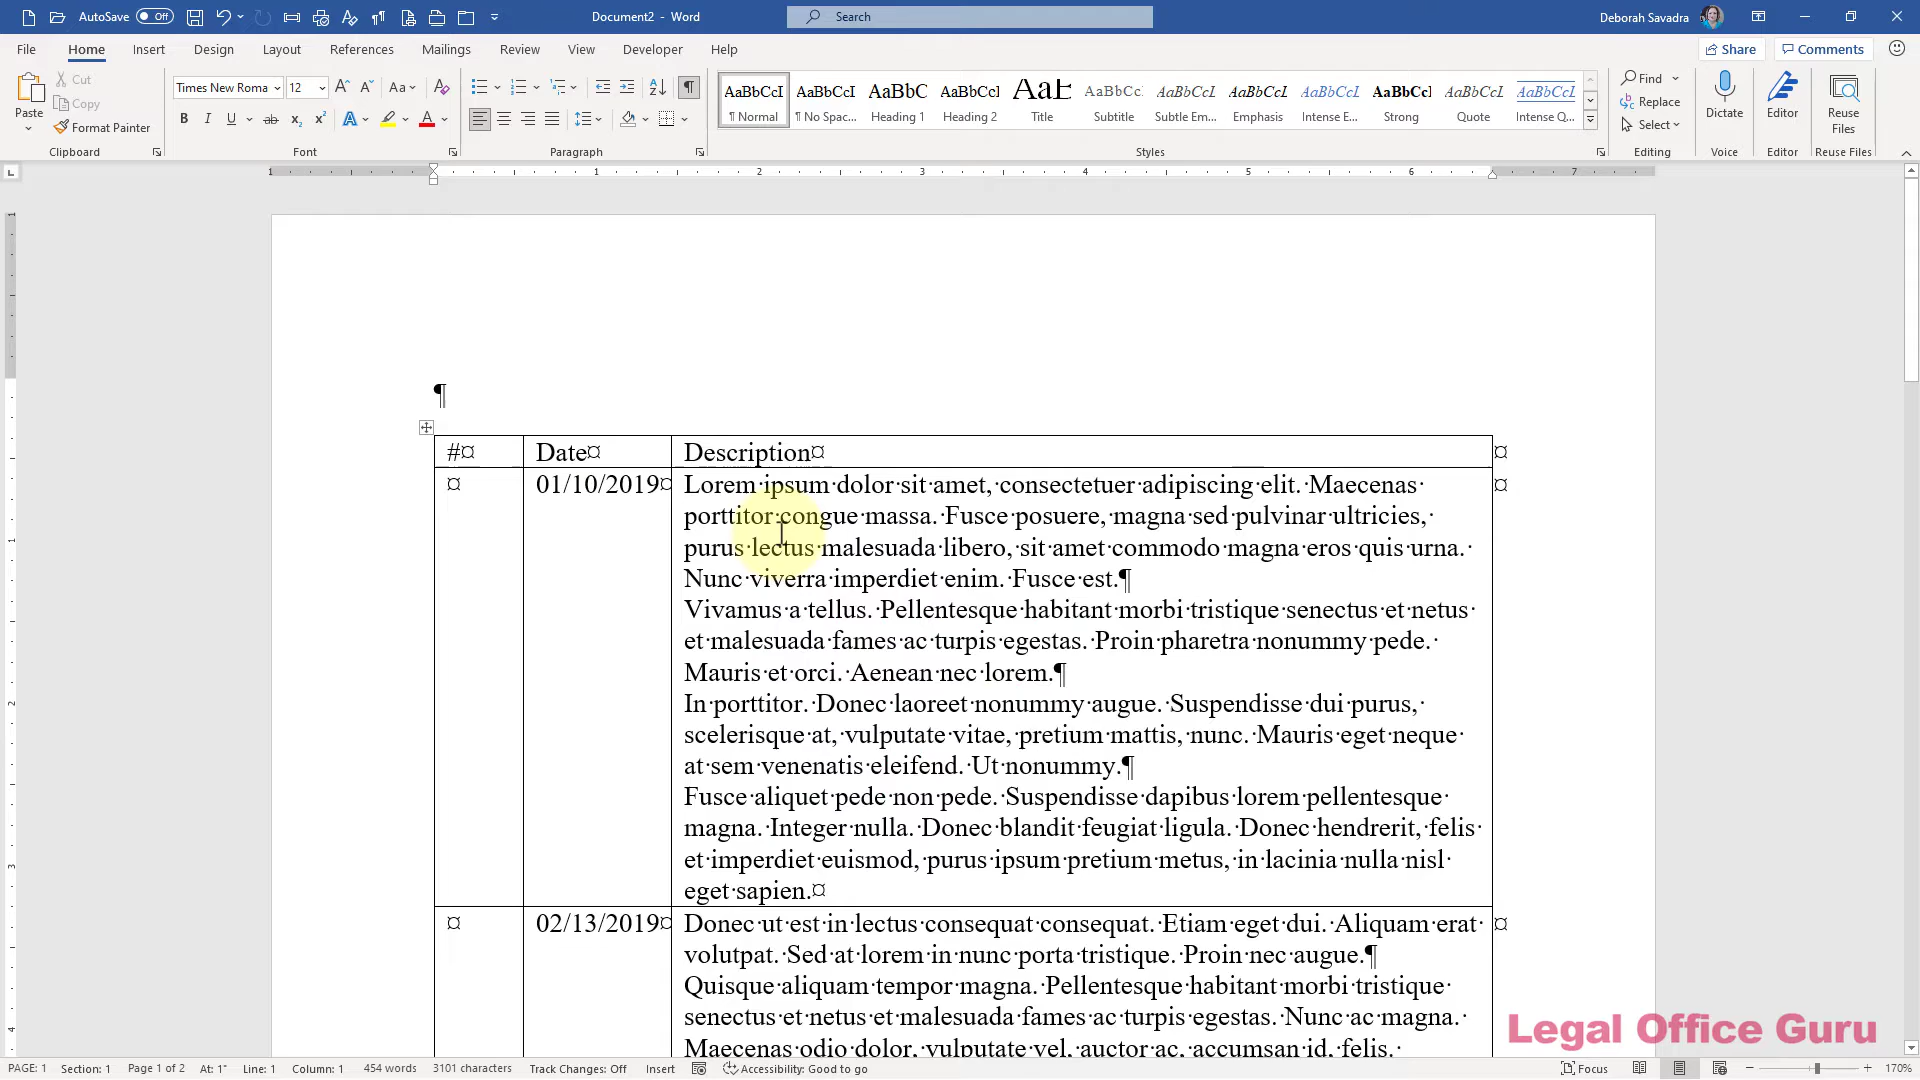 AutoSave Off Document2 - Word Search Deborah Savadra
File Home Insert Design Layout References Mailings Review View Developer Help Share Comments
Paste Cut Copy Format Painter
Times New Roma 12 Aa
AaBbCcI AaBbCcI AaBbC AaBbCcI AaBbCcI AaBbCcL AaBbCcL AaBbCcL AaBbCcI AaBbCcL AaBbCcL
¶ Normal ¶ No Spac... Heading 1 Heading 2 Title Subtitle Subtle Em... Emphasis Intense E... Strong Quote Intense Q...
Find Replace Select Dictate Editor Reuse Files
Clipboard Font Paragraph Styles Editing Voice Editor Reuse Files
1 1 2 3 4 5 6 7
¶
#¤ Date¤ Description¤ ¤
¤ 01/10/2019¤ Lorem·ipsum·dolor·sit·amet,·consectetuer·adipiscing·elit.·Maecenas· ¤
porttitor·congue·massa.·Fusce·posuere,·magna·sed·pulvinar·ultricies,·
purus·lectus·malesuada·libero,·sit·amet·commodo·magna·eros·quis·urna.·
Nunc·viverra·imperdiet·enim.·Fusce·est.¶
Vivamus·a·tellus.·Pellentesque·habitant·morbi·tristique·senectus·et·netus·
et·malesuada·fames·ac·turpis·egestas.·Proin·pharetra·nonummy·pede.·
Mauris·et·orci.·Aenean·nec·lorem.¶
In·porttitor.·Donec·laoreet·nonummy·augue.·Suspendisse·dui·purus,·
scelerisque·at,·vulputate·vitae,·pretium·mattis,·nunc.·Mauris·eget·neque·
at·sem·venenatis·eleifend.·Ut·nonummy.¶
Fusce·aliquet·pede·non·pede.·Suspendisse·dapibus·lorem·pellentesque·
magna.·Integer·nulla.·Donec·blandit·feugiat·ligula.·Donec·hendrerit,·felis·
et·imperdiet·euismod,·purus·ipsum·pretium·metus,·in·lacinia·nulla·nisl·
eget·sapien.¤
¤ 02/13/2019¤ Donec·ut·est·in·lectus·consequat·consequat.·Etiam·eget·dui.·Aliquam·erat· ¤
volutpat.·Sed·at·lorem·in·nunc·porta·tristique.·Proin·nec·augue.¶
Quisque·aliquam·tempor·magna.·Pellentesque·habitant·morbi·tristique·
senectus·et·netus·et·malesuada·fames·ac·turpis·egestas.·Nunc·ac·magna.·
Maecenas·odio·dolor,·vulputate·vel,·auctor·ac,·accumsan·id,·felis.·
Legal Office Guru
PAGE: 1 Section: 1 Page 1 of 2 At: 1" Line: 1 Column: 1 454 words 3101 characters Track Changes: Off Insert Accessibility: Good to go Focus 170%